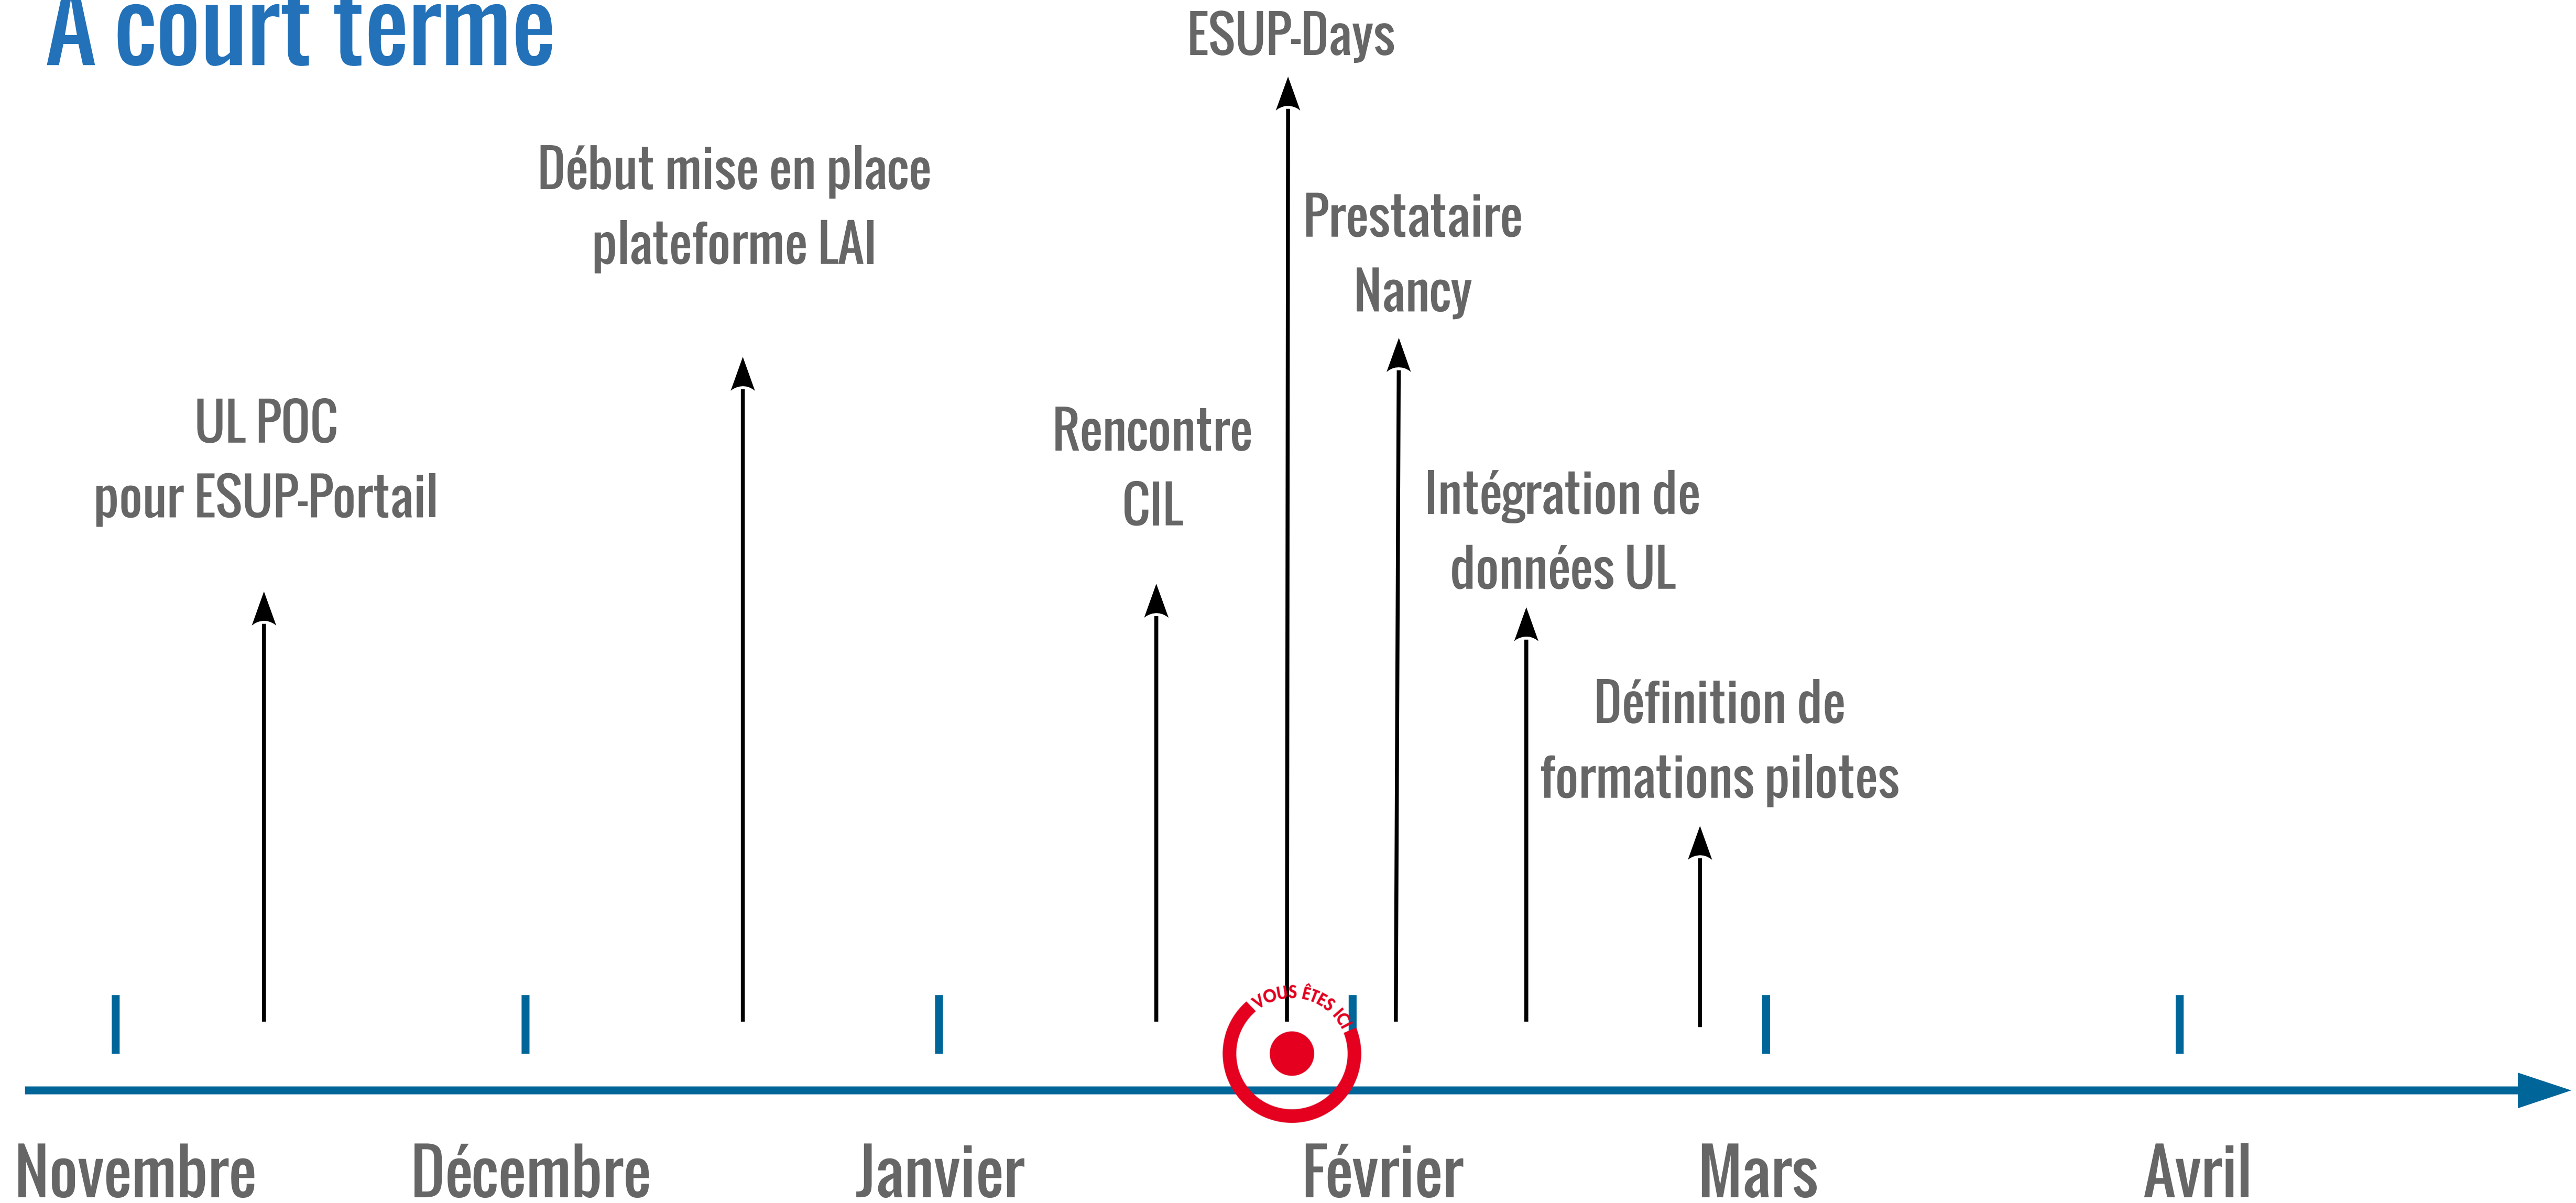 A court terme
ESUP-Days
Début mise en place
plateforme LAI
Prestataire
Nancy
UL POC
pour ESUP-Portail
Rencontre
CIL
Intégration de
données UL
Définition de
formations pilotes
VOUS ÊTES ICI
Novembre
Décembre
Janvier
Février
Mars
Avril